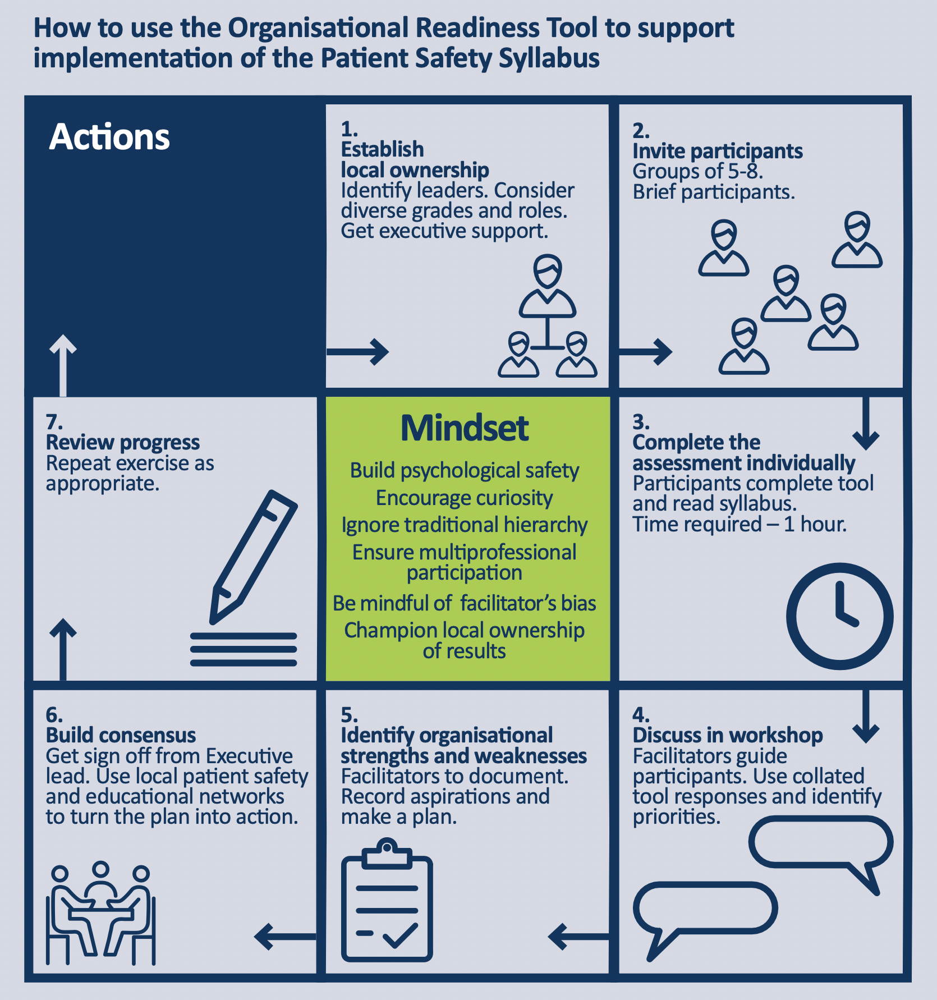 How to use the Organisational Readiness Tool to support
implementation of the Patient Safety Syllabus
Actions
1.
Establish
local ownership
Identify leaders. Consider
diverse grades and roles.
Get executive support.
2.
Invite participants
Groups of 5-8.
Brief participants.
3.
Complete the
assessment individually
Participants complete tool
and read syllabus.
Time required – 1 hour.
4.
Discuss in workshop
Facilitators guide
participants. Use collated
tool responses and identify
priorities.
5.
Identify organisational
strengths and weaknesses
Facilitators to document.
Record aspirations and
make a plan.
6.
Build consensus
Get sign off from Executive
lead. Use local patient safety
and educational networks
to turn the plan into action.
7.
Review progress
Repeat exercise as
appropriate.
Mindset
Build psychological safety
Encourage curiosity
Ignore traditional hierarchy
Ensure multiprofessional
participation
Be mindful of facilitator’s bias
Champion local ownership
of results